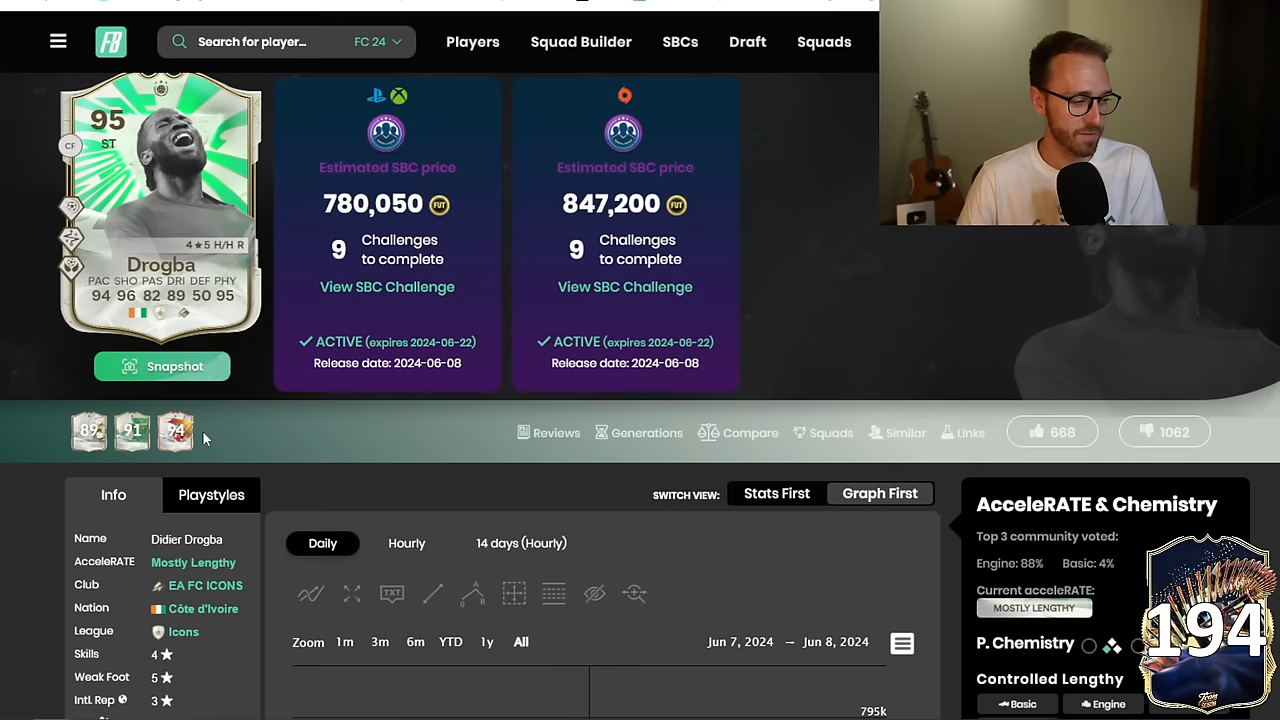 FB
Search for player...
FC 24
Players
Squad Builder
SBCs
Draft
Squads
95
ST
CF
4★5 H/H R
Drogba
PAC SHO PAS DRI DEF PHY
94 96 82 89 50 95
Snapshot
Estimated SBC price
780,050
9
Challenges
to complete
View SBC Challenge
ACTIVE (expires 2024-06-22)
Release date: 2024-06-08
Estimated SBC price
847,200
9
Challenges
to complete
View SBC Challenge
ACTIVE (expires 2024-06-22)
Release date: 2024-06-08
89
91
94
Reviews
Generations
Compare
Squads
Similar
Links
668
1062
Info
Playstyles
Name
Didier Drogba
AcceleRATE
Mostly Lengthy
Club
EA FC ICONS
Nation
Côte d'Ivoire
League
Icons
Skills
4★
Weak Foot
5★
Intl. Rep
3★
SWITCH VIEW:
Stats First
Graph First
Daily
Hourly
14 days (Hourly)
TXT
Zoom
1m
3m
6m
YTD
1y
All
Jun 7, 2024 → Jun 8, 2024
795k
AcceleRATE & Chemistry
Top 3 community voted:
Engine: 88%
Basic: 4%
Current acceleRATE:
MOSTLY LENGTHY
P. Chemistry
Controlled Lengthy
Basic
Engine
194